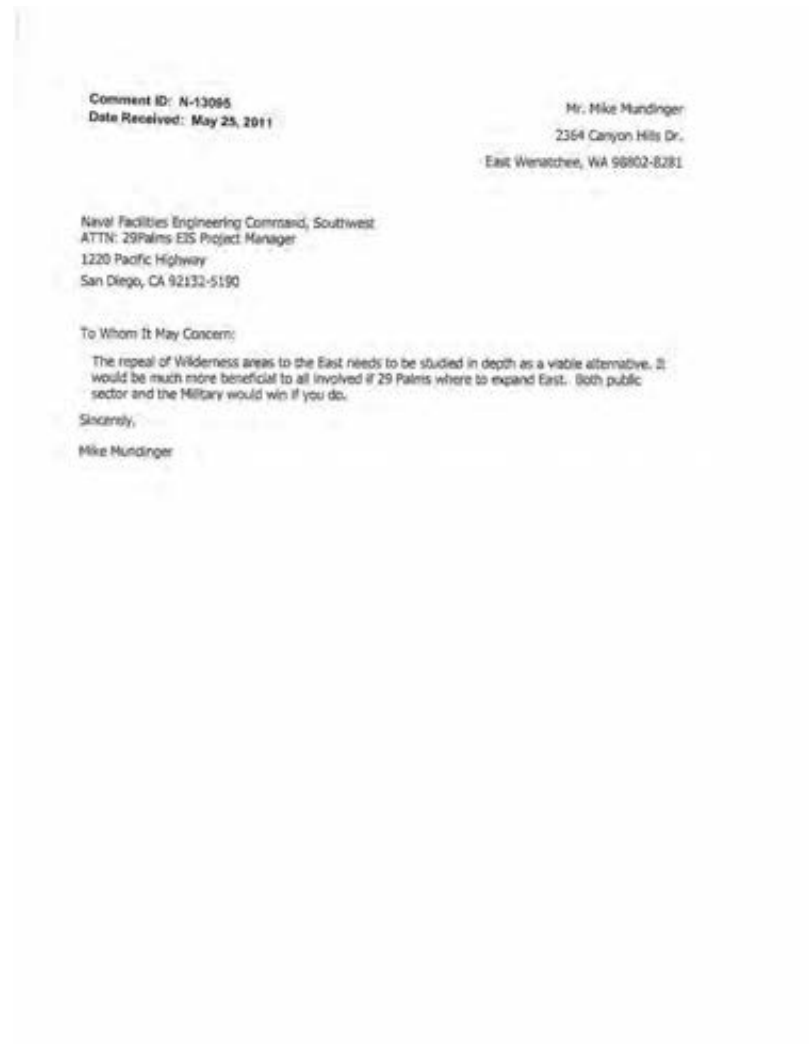 Comment ID: N-13095
Date Received: May 25, 2011
Mr. Mike Mundinger
2364 Canyon Hills Dr.
East Wenatchee, WA 98802-8281
Naval Facilities Engineering Command, Southwest
ATTN: 29Palms EIS Project Manager
1220 Pacific Highway
San Diego, CA 92132-5190
To Whom It May Concern:
The repeal of Wilderness areas to the East needs to be studied in depth as a viable alternative. It
would be much more beneficial to all involved if 29 Palms where to expand East. Both public
sector and the Military would win if you do.
Sincerely,
Mike Mundinger